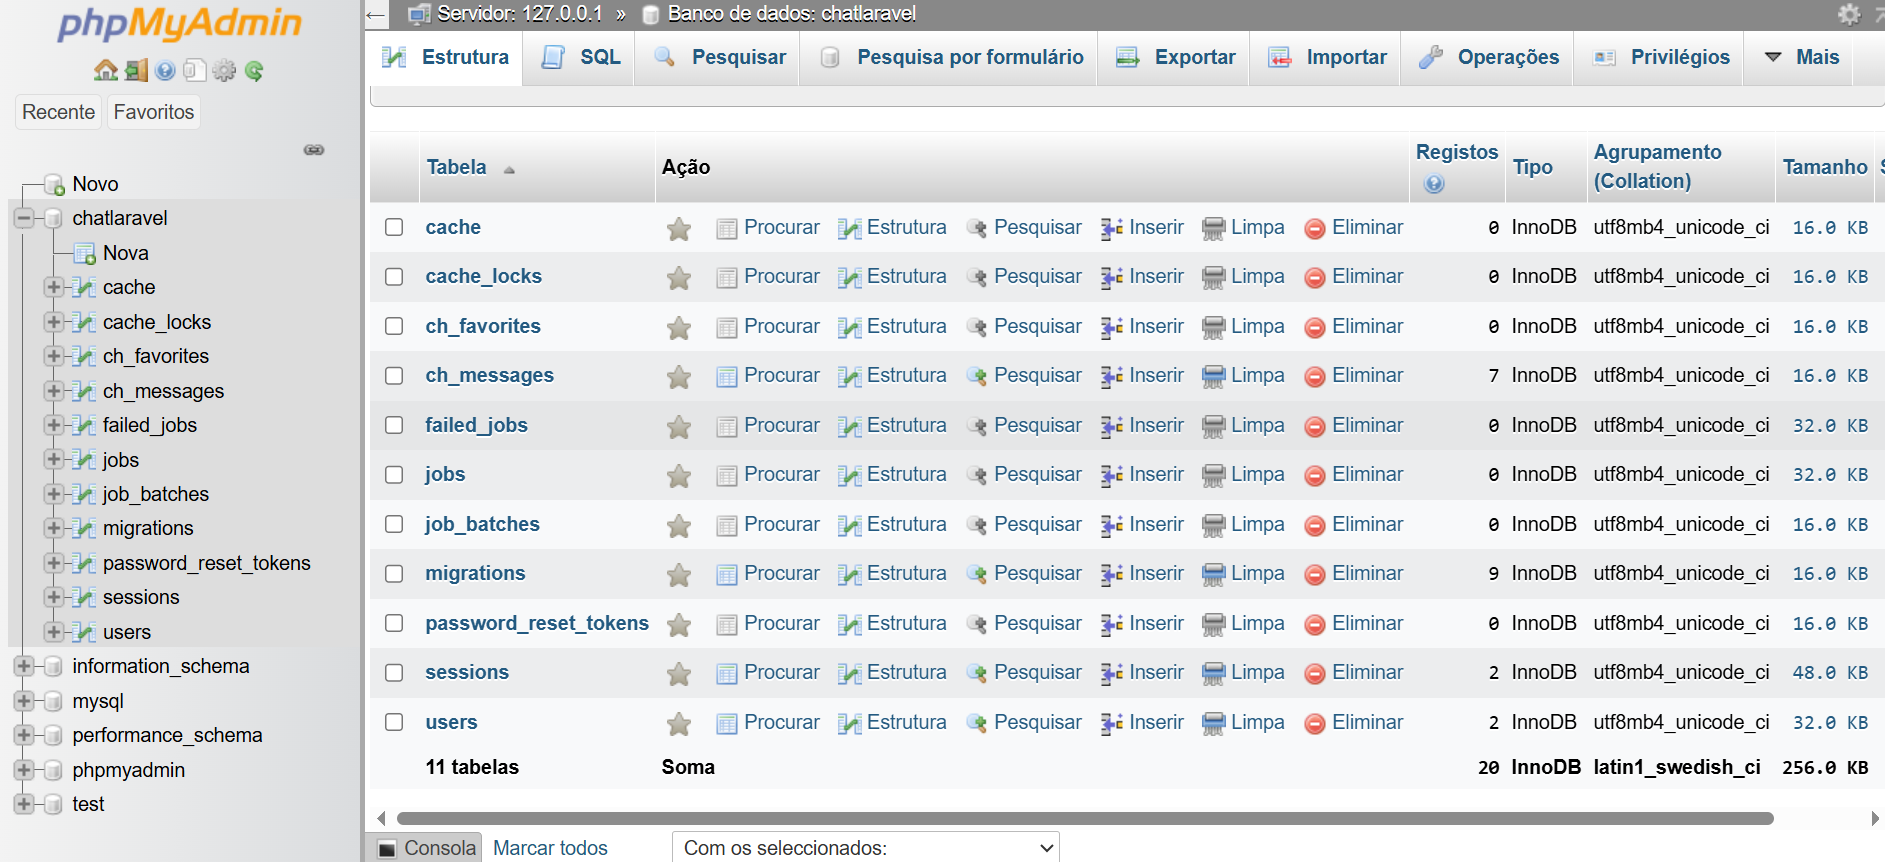 phpMyAdmin
Recente Favoritos
Novo
chatlaravel
Nova
cache
cache_locks
ch_favorites
ch_messages
failed_jobs
jobs
job_batches
migrations
password_reset_tokens
sessions
users
information_schema
mysql
performance_schema
phpmyadmin
test
← Servidor: 127.0.0.1 » Banco de dados: chatlaravel
Estrutura SQL Pesquisar Pesquisa por formulário Exportar Importar Operações Privilégios Mais
Tabela Ação Registos Tipo Agrupamento (Collation) Tamanho
cache Procurar Estrutura Pesquisar Inserir Limpa Eliminar 0 InnoDB utf8mb4_unicode_ci 16.0 KB
cache_locks Procurar Estrutura Pesquisar Inserir Limpa Eliminar 0 InnoDB utf8mb4_unicode_ci 16.0 KB
ch_favorites Procurar Estrutura Pesquisar Inserir Limpa Eliminar 0 InnoDB utf8mb4_unicode_ci 16.0 KB
ch_messages Procurar Estrutura Pesquisar Inserir Limpa Eliminar 7 InnoDB utf8mb4_unicode_ci 16.0 KB
failed_jobs Procurar Estrutura Pesquisar Inserir Limpa Eliminar 0 InnoDB utf8mb4_unicode_ci 32.0 KB
jobs Procurar Estrutura Pesquisar Inserir Limpa Eliminar 0 InnoDB utf8mb4_unicode_ci 32.0 KB
job_batches Procurar Estrutura Pesquisar Inserir Limpa Eliminar 0 InnoDB utf8mb4_unicode_ci 16.0 KB
migrations Procurar Estrutura Pesquisar Inserir Limpa Eliminar 9 InnoDB utf8mb4_unicode_ci 16.0 KB
password_reset_tokens Procurar Estrutura Pesquisar Inserir Limpa Eliminar 0 InnoDB utf8mb4_unicode_ci 16.0 KB
sessions Procurar Estrutura Pesquisar Inserir Limpa Eliminar 2 InnoDB utf8mb4_unicode_ci 48.0 KB
users Procurar Estrutura Pesquisar Inserir Limpa Eliminar 2 InnoDB utf8mb4_unicode_ci 32.0 KB
11 tabelas Soma 20 InnoDB latin1_swedish_ci 256.0 KB
Consola Marcar todos Com os seleccionados: